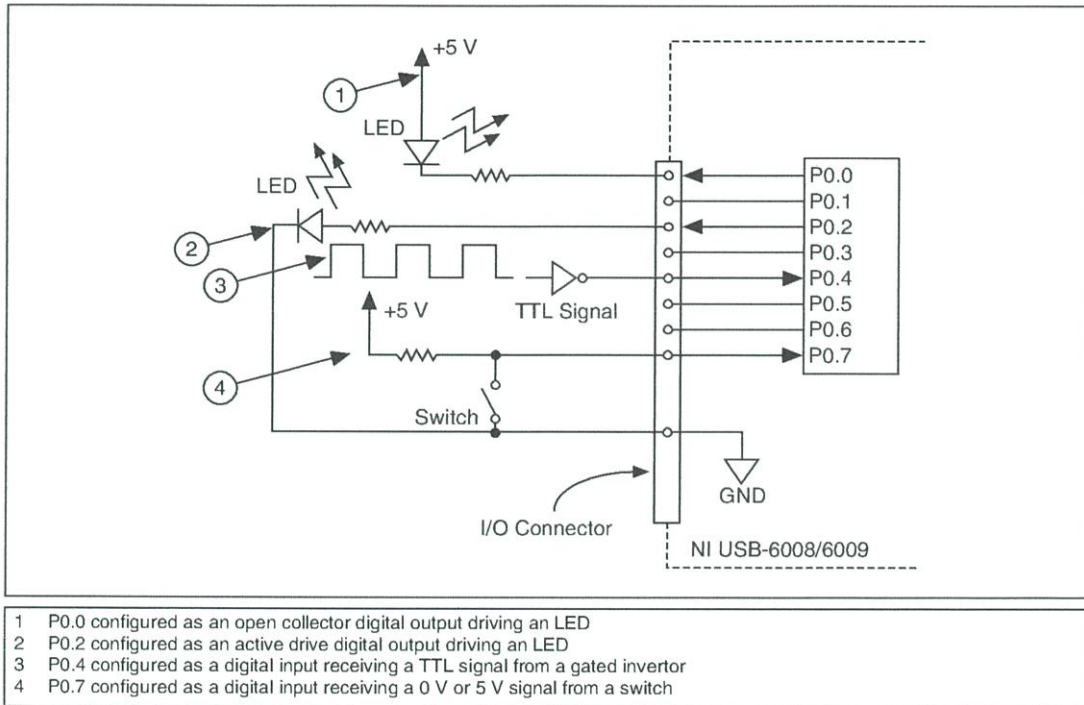 +5 V
1
LED
LED
P0.0
P0.1
2
P0.2
3
P0.3
P0.4
+5 V
TTL Signal
P0.5
P0.6
4
P0.7
Switch
GND
I/O Connector
NI USB-6008/6009
1 P0.0 configured as an open collector digital output driving an LED
2 P0.2 configured as an active drive digital output driving an LED
3 P0.4 configured as a digital input receiving a TTL signal from a gated invertor
4 P0.7 configured as a digital input receiving a 0 V or 5 V signal from a switch